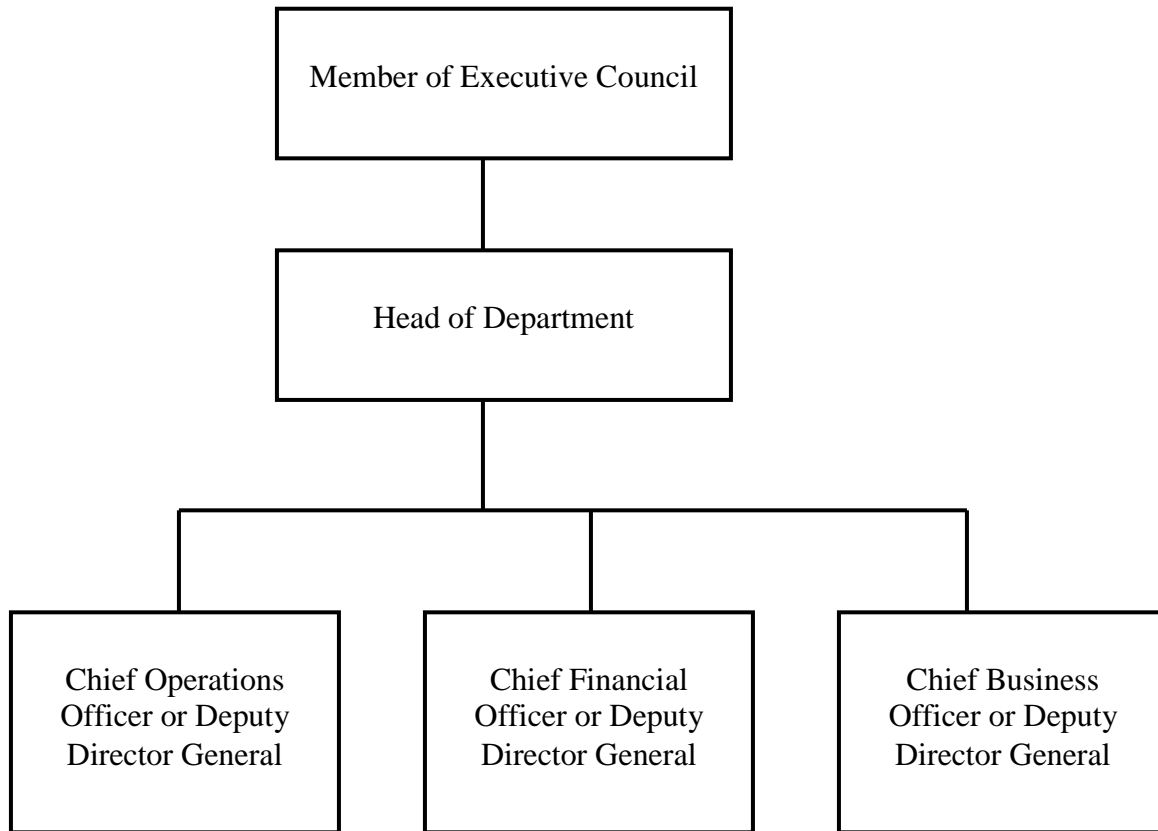 Member of Executive Council
Head of Department
Chief Operations
Officer or Deputy
Director General
Chief Financial
Officer or Deputy
Director General
Chief Business
Officer or Deputy
Director General